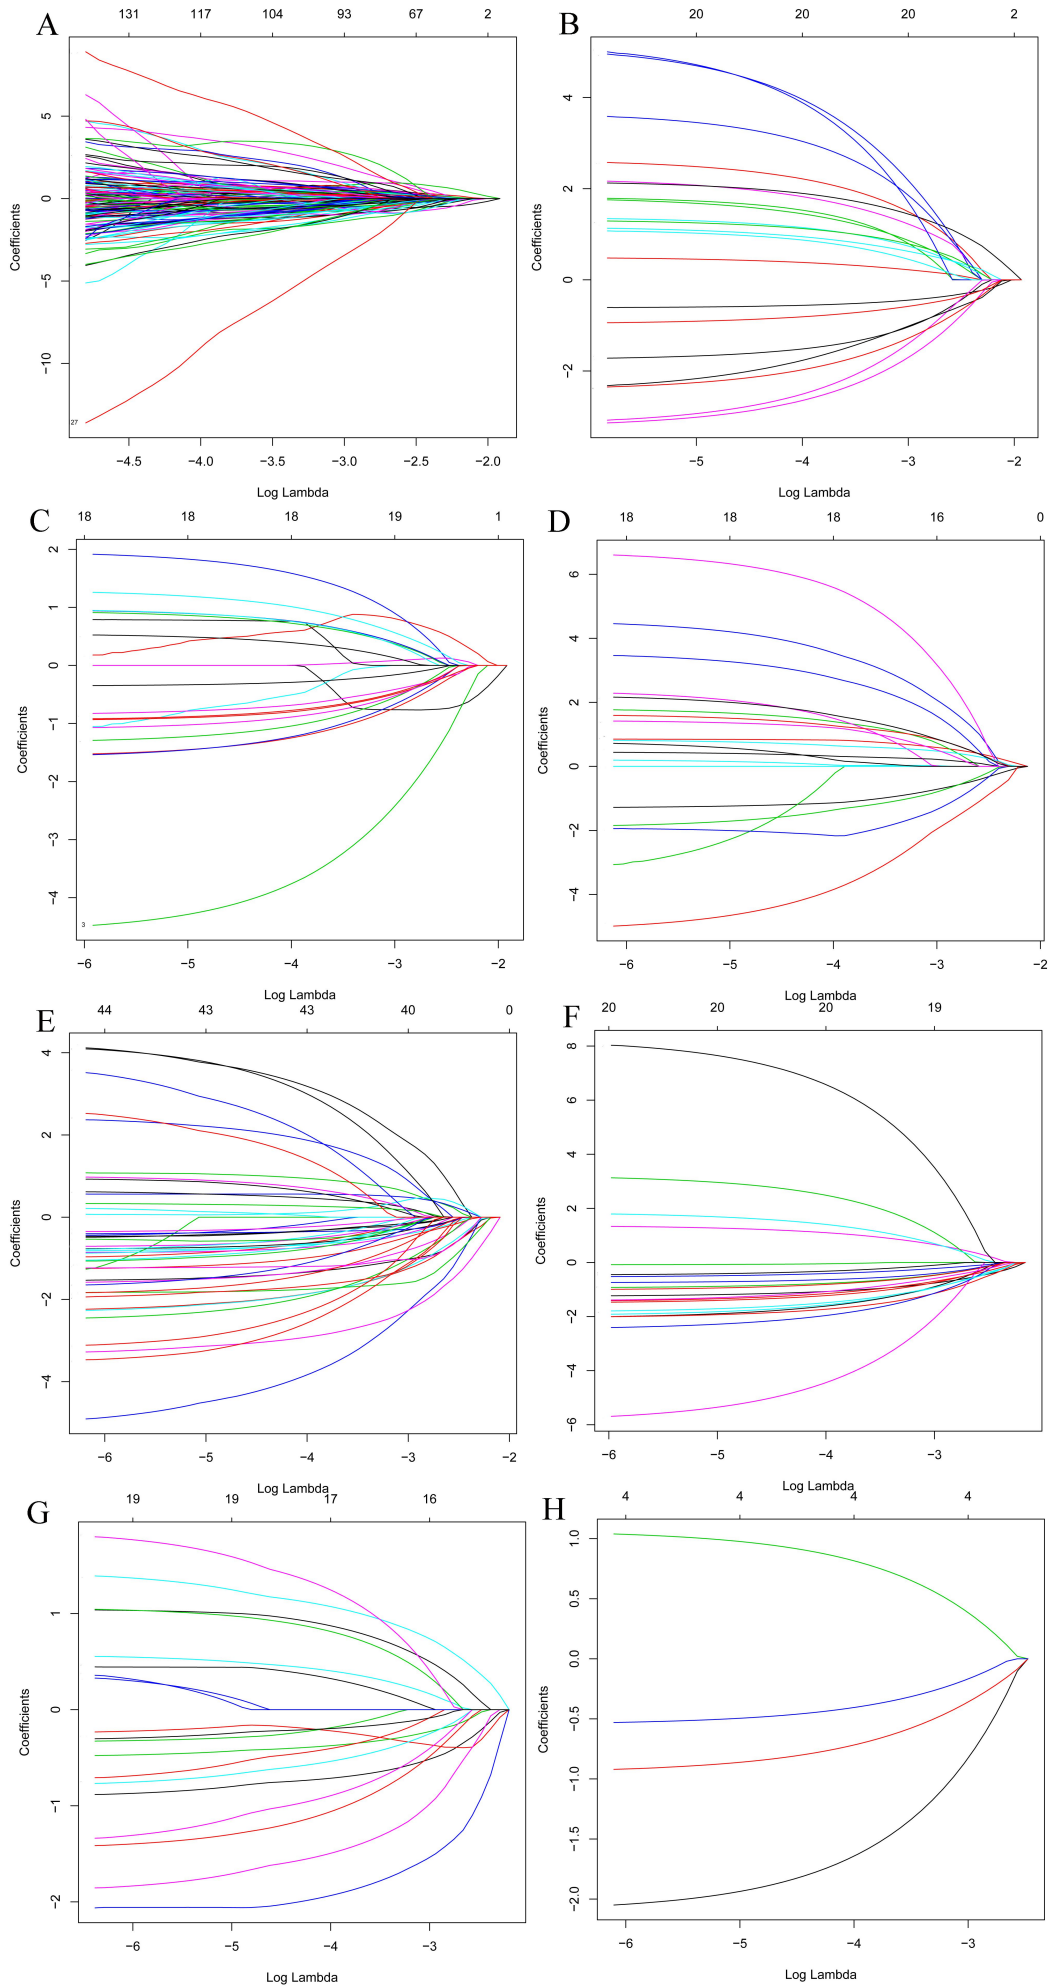 A
131 117 104 93 67 2
Coefficients
5
0
−5
−10
27
−4.5 −4.0 −3.5 −3.0 −2.5 −2.0
Log Lambda
B
20 20 20 2
Coefficients
4
2
0
−2
−5 −4 −3 −2
Log Lambda
C
18 18 18 19 1
Coefficients
2
1
0
−1
−2
−3
−4
3
−6 −5 −4 −3 −2
Log Lambda
D
18 18 18 16 0
Coefficients
6
4
2
0
−2
−4
−6 −5 −4 −3 −2
Log Lambda
E
44 43 43 40 0
Coefficients
4
2
0
−2
−4
−6 −5 −4 −3 −2
Log Lambda
F
20 20 20 19
Coefficients
8
6
4
2
0
−2
−4
−6
−6 −5 −4 −3
Log Lambda
G
19 19 17 16
Coefficients
1
0
−1
−2
−6 −5 −4 −3
Log Lambda
H
4 4 4 4
Coefficients
1.0
0.5
0.0
−0.5
−1.0
−1.5
−2.0
−6 −5 −4 −3
Log Lambda